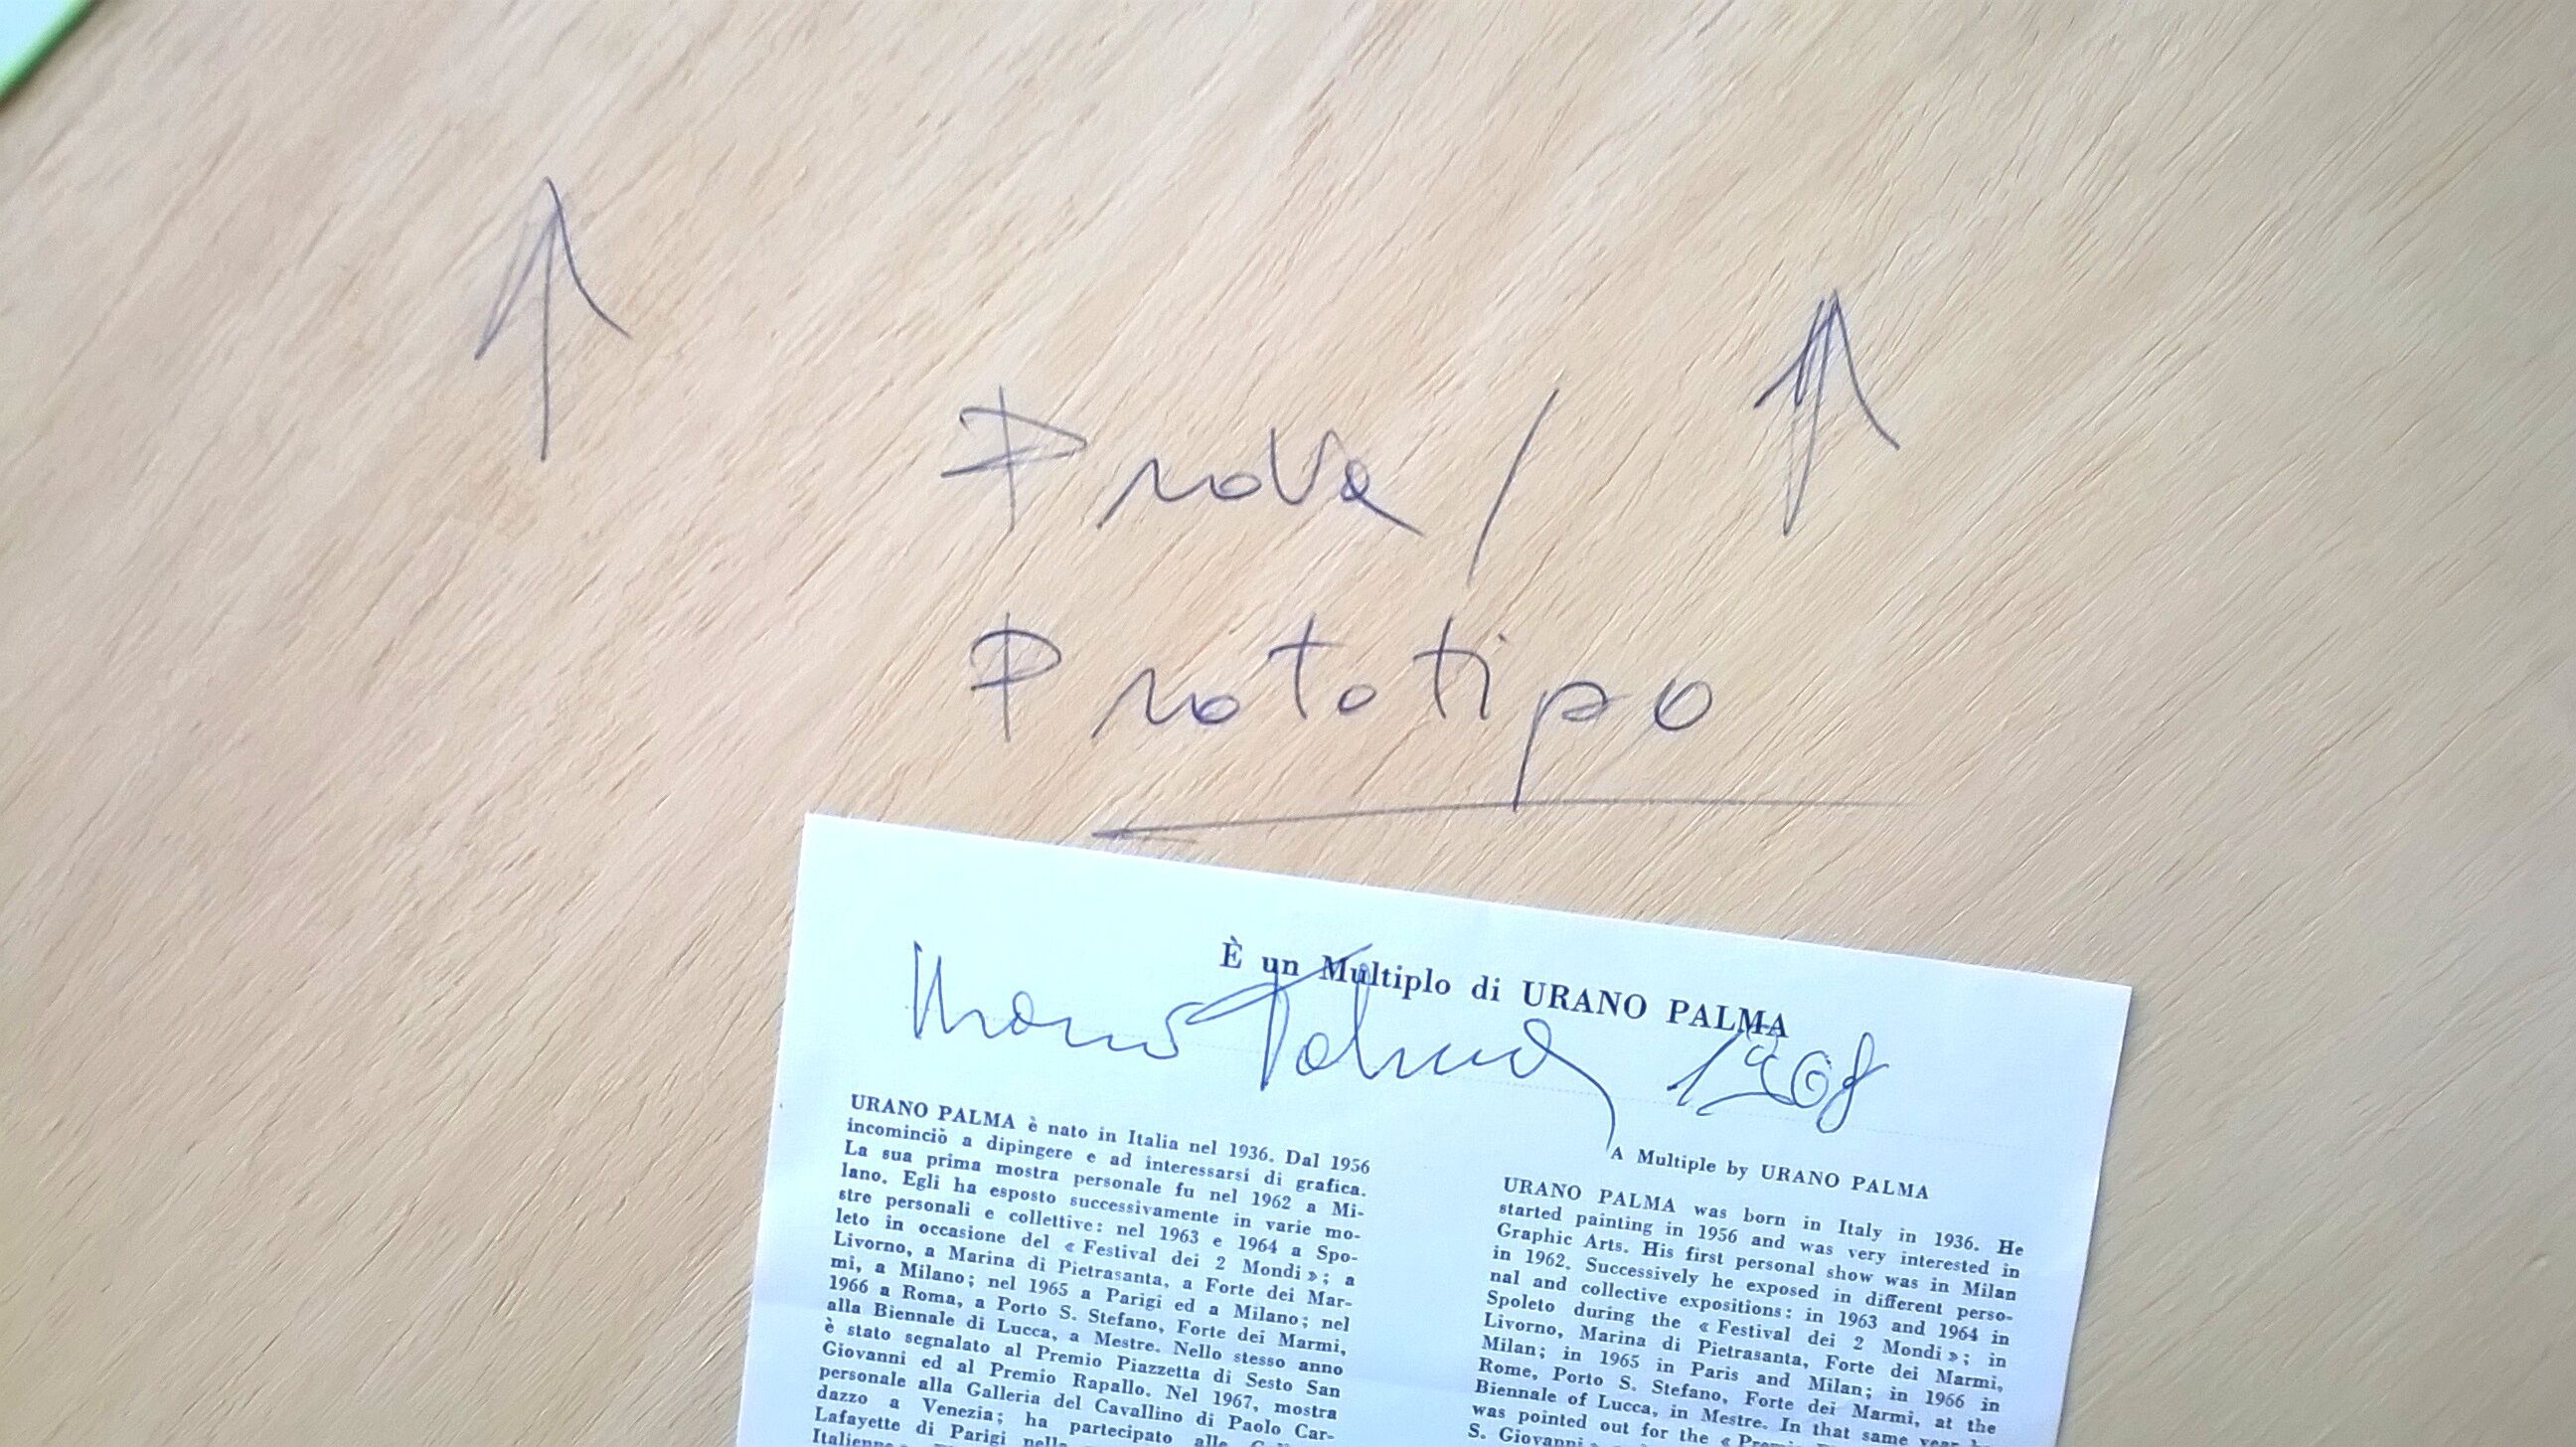 Prova /
Prototipo
È un Multiplo di URANO PALMA
Urano Palma 1968
URANO PALMA è nato in Italia nel 1936. Dal 1956
incominciò a dipingere e ad interessarsi di grafica.
La sua prima mostra personale fu nel 1962 a Mi-
lano. Egli ha esposto successivamente in varie mo-
stre personali e collettive: nel 1963 e 1964 a Spo-
leto in occasione del « Festival dei 2 Mondi »; a
Livorno, a Marina di Pietrasanta, a Forte dei Mar-
mi, a Milano; nel 1965 a Parigi ed a Milano; nel
1966 a Roma, a Porto S. Stefano, Forte dei Marmi,
alla Biennale di Lucca, a Mestre. Nello stesso anno
è stato segnalato al Premio Piazzetta di Sesto San
Giovanni ed al Premio Rapallo. Nel 1967, mostra
personale alla Galleria del Cavallino di Paolo Car-
dazzo a Venezia; ha partecipato alle
Lafayette di Parigi nella
A Multiple by URANO PALMA
URANO PALMA was born in Italy in 1936. He
started painting in 1956 and was very interested in
Graphic Arts. His first personal show was in Milan
in 1962. Successively he exposed in different perso-
nal and collective expositions: in 1963 and 1964 in
Spoleto during the « Festival dei 2 Mondi »; in
Livorno, Marina di Pietrasanta, Forte dei Marmi,
Milan; in 1965 in Paris and Milan; in 1966 in
Rome, Porto S. Stefano, Forte dei Marmi, at the
Biennale of Lucca, in Mestre. In that same year he
was pointed out for the «
S. Giovanni